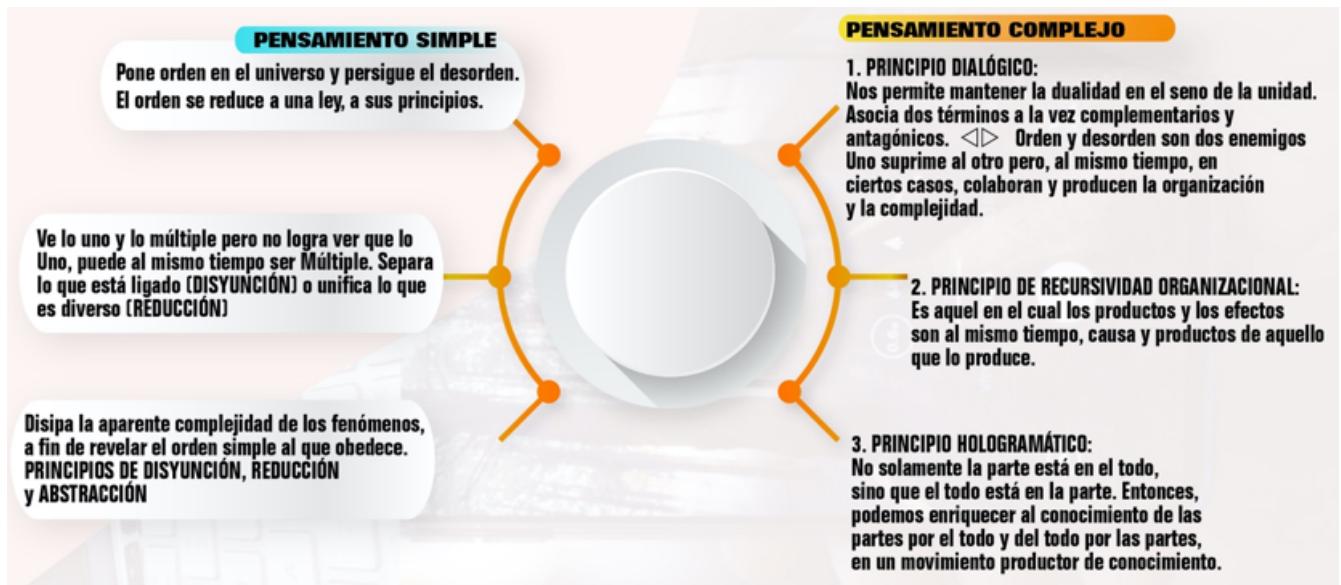 PENSAMIENTO SIMPLE
Pone orden en el universo y persigue el desorden.
El orden se reduce a una ley, a sus principios.
Ve lo uno y lo múltiple pero no logra ver que lo
Uno, puede al mismo tiempo ser Múltiple. Separa
lo que está ligado (DISYUNCIÓN) o unifica lo que
es diverso (REDUCCIÓN)
Disipa la aparente complejidad de los fenómenos,
a fin de revelar el orden simple al que obedece.
PRINCIPIOS DE DISYUNCIÓN, REDUCCIÓN
y ABSTRACCIÓN
PENSAMIENTO COMPLEJO
1. PRINCIPIO DIALÓGICO:
Nos permite mantener la dualidad en el seno de la unidad.
Asocia dos términos a la vez complementarios y
antagónicos. ◁▷ Orden y desorden son dos enemigos
Uno suprime al otro pero, al mismo tiempo, en
ciertos casos, colaboran y producen la organización
y la complejidad.
2. PRINCIPIO DE RECURSIVIDAD ORGANIZACIONAL:
Es aquel en el cual los productos y los efectos
son al mismo tiempo, causa y productos de aquello
que lo produce.
3. PRINCIPIO HOLOGRAMÁTICO:
No solamente la parte está en el todo,
sino que el todo está en la parte. Entonces,
podemos enriquecer al conocimiento de las
partes por el todo y del todo por las partes,
en un movimiento productor de conocimiento.